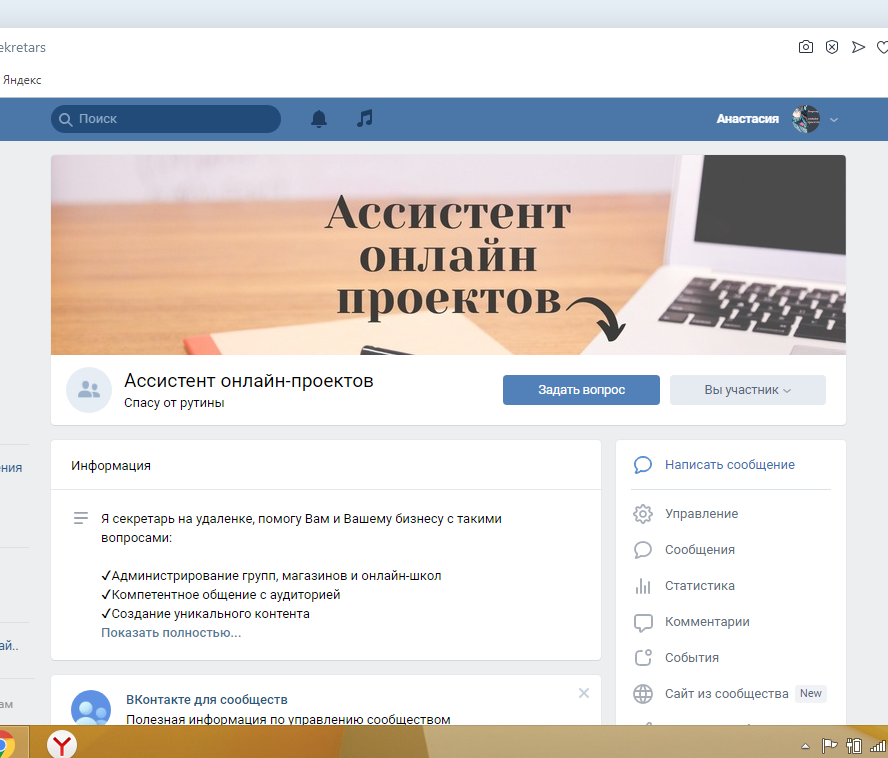 ekretars
Яндекс
Поиск
Анастасия
Ассистент
онлайн
проектов
Ассистент онлайн-проектов
Спасу от рутины
Задать вопрос
Вы участник
ения
ай..
ам
Информация
Я секретарь на удаленке, помогу Вам и Вашему бизнесу с такими
вопросами:
✓Администрирование групп, магазинов и онлайн-школ
✓Компетентное общение с аудиторией
✓Создание уникального контента
Показать полностью...
ВКонтакте для сообществ
Полезная информация по управлению сообществом
Написать сообщение
Управление
Сообщения
Статистика
Комментарии
События
Сайт из сообщества New